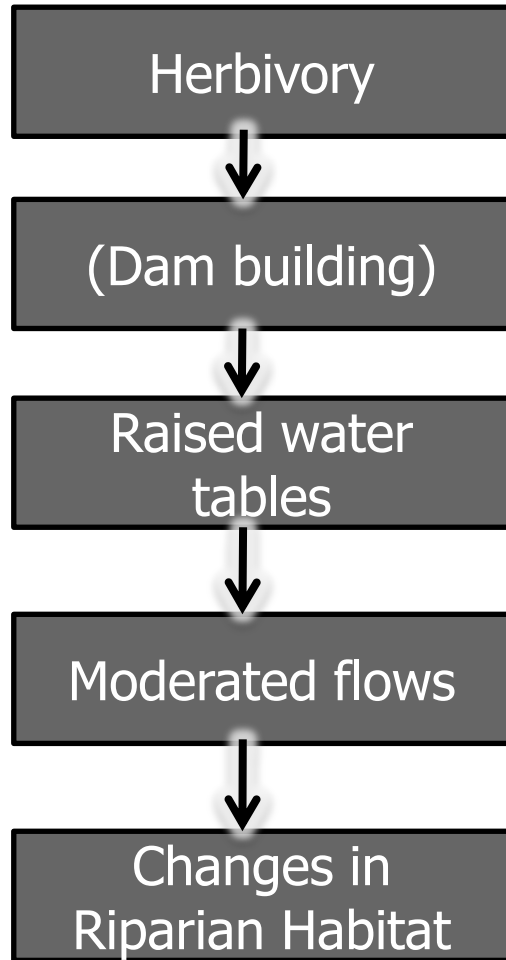 Herbivory
(Dam building)
Raised water
tables
Moderated flows
Changes in
Riparian Habitat